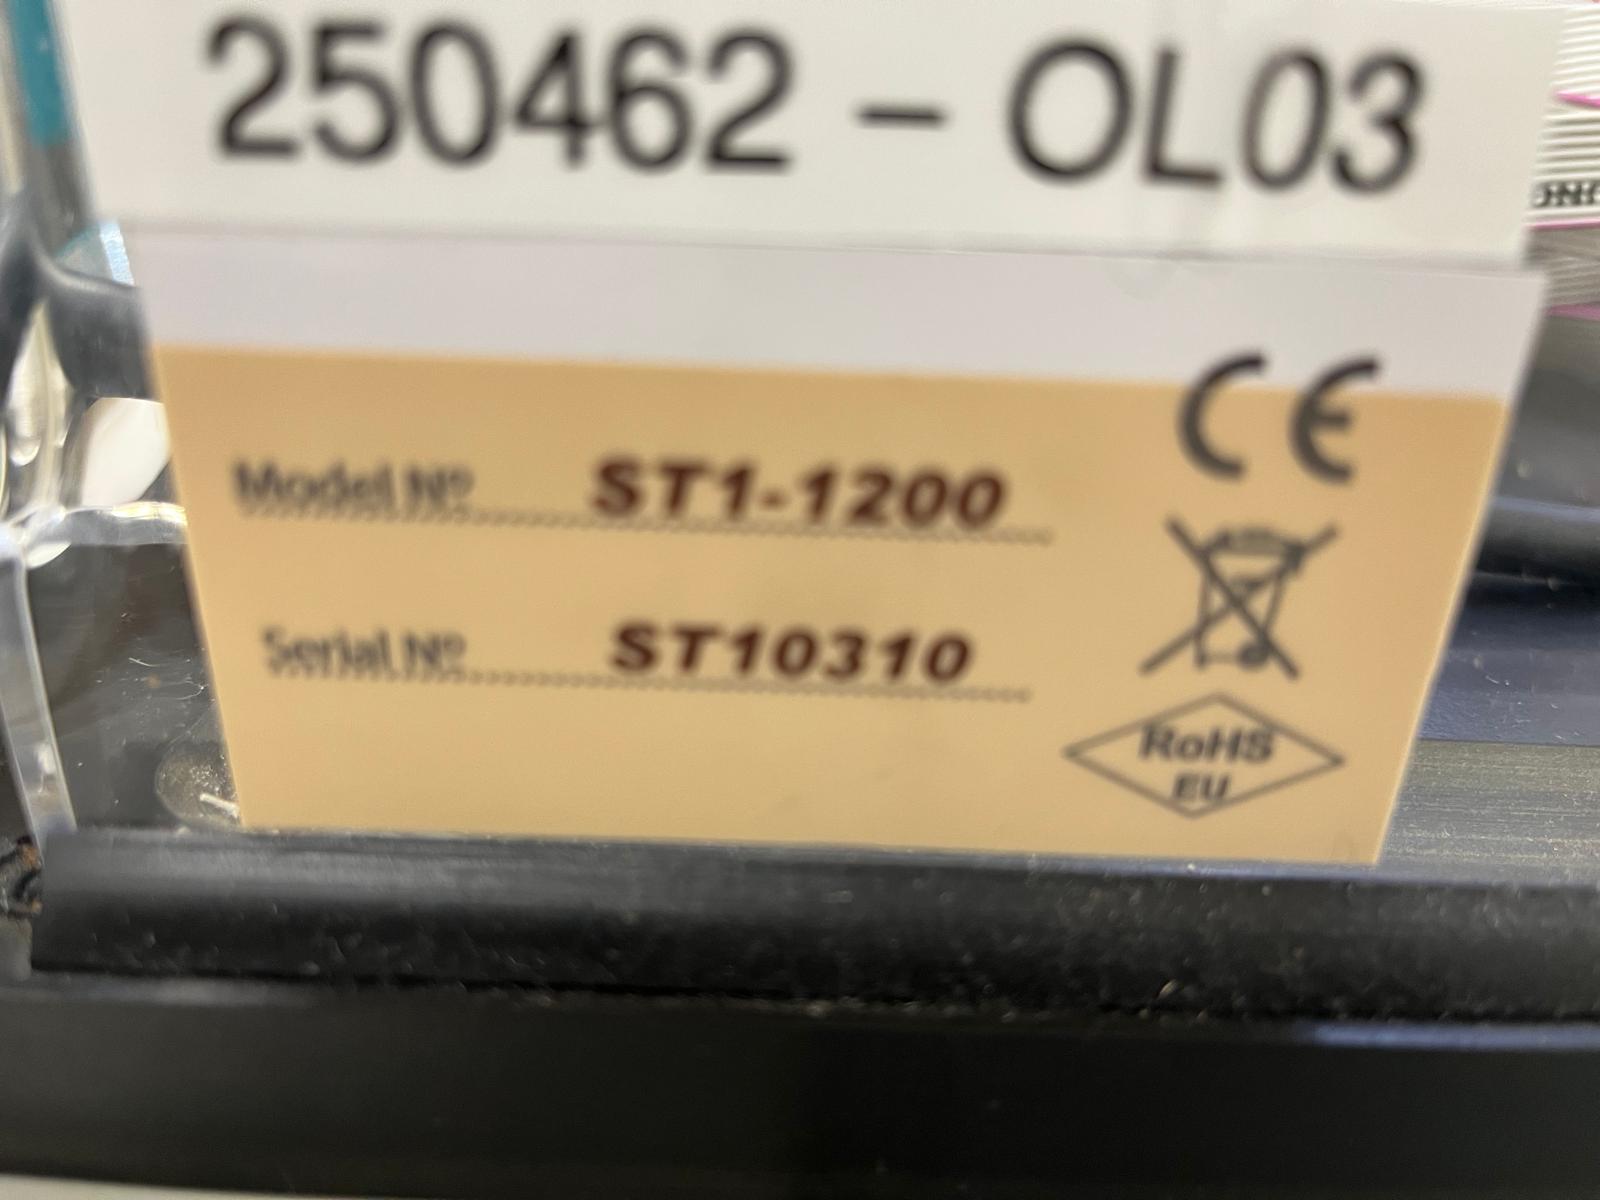 250462 - OL03
CE
Model Nº ST1-1200
Serial Nº ST10310
RoHS
EU